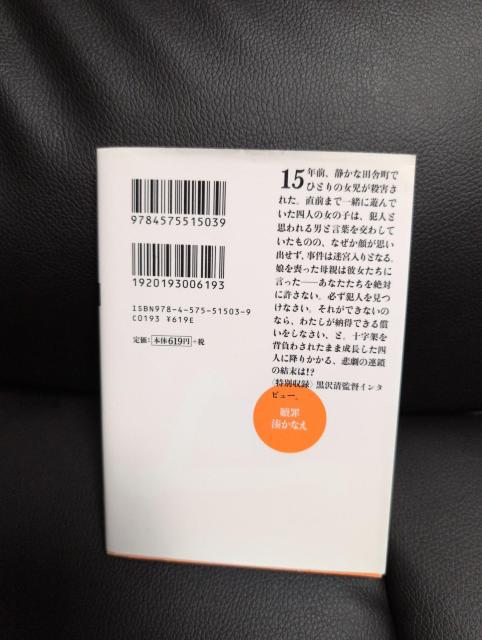 9784575515039
1920193006193
ISBN978-4-575-51503-9
C0193 ¥619E
定価：本体619円+税
15年前、静かな田舎町で
ひとりの女児が殺害さ
れた。直前まで一緒に遊んで
いた四人の女の子は、犯人と
思われる男と言葉を交わして
いたものの、なぜか顔が思い
出せず、事件は迷宮入りとなる。
娘を喪った母親は彼女たちに
言った――あなたたちを絶対
に許さない。必ず犯人を見つ
けなさい。それができないの
なら、わたしが納得できる償
いをしなさい、と。十字架を
背負わされたまま成長した四
人に降りかかる、悲劇の連鎖
の結末は!?
〈特別収録〉黒沢清監督インタ
ビュー。
贖罪
湊かなえ